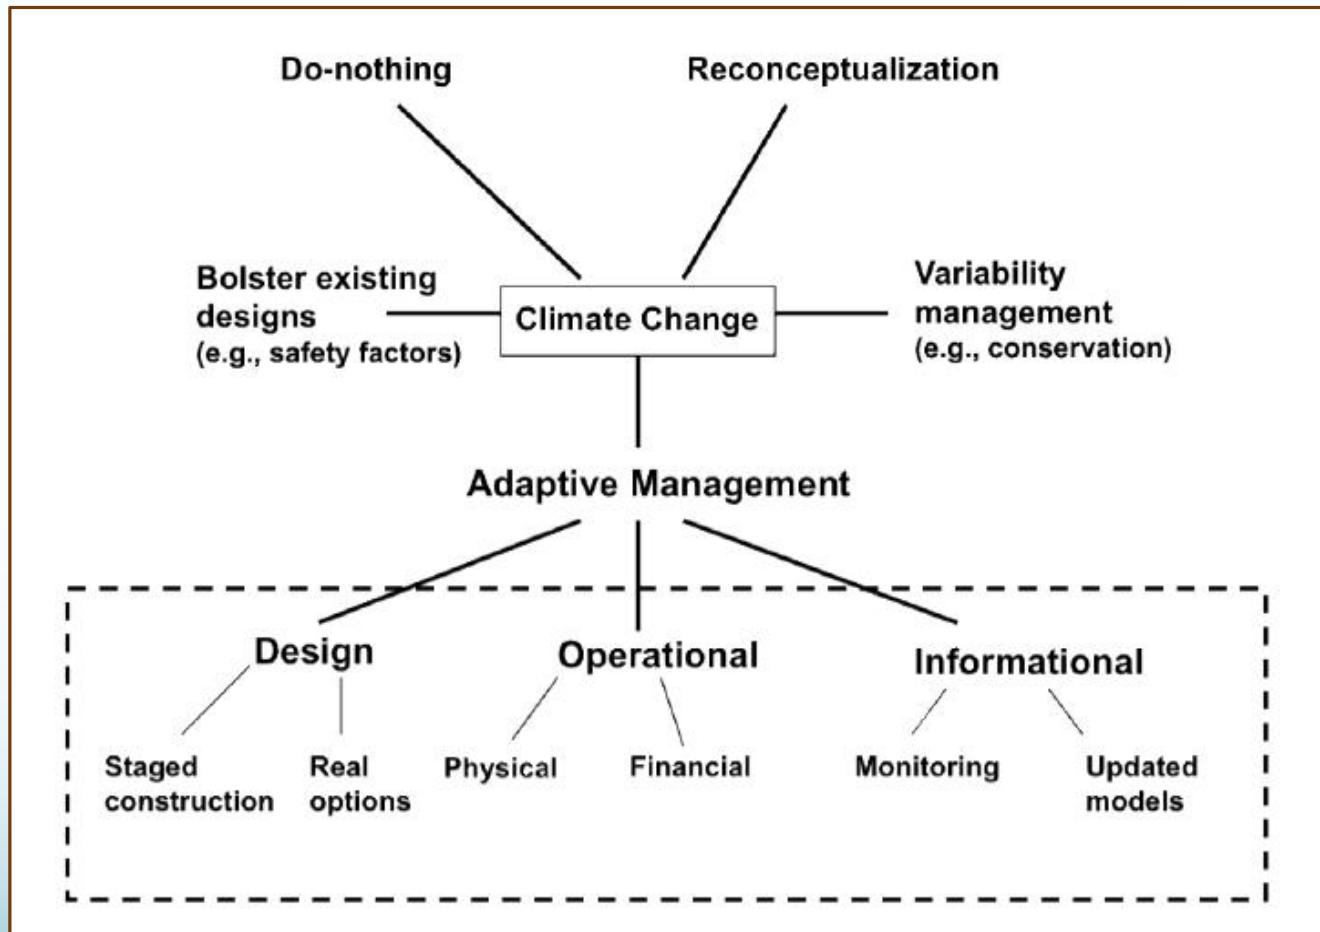 Do-nothing
Reconceptualization
Bolster existing
designs
(e.g., safety factors)
Climate Change
Variability
management
(e.g., conservation)
Adaptive Management
Design
Operational
Informational
Staged
construction
Real
options
Physical
Financial
Monitoring
Updated
models